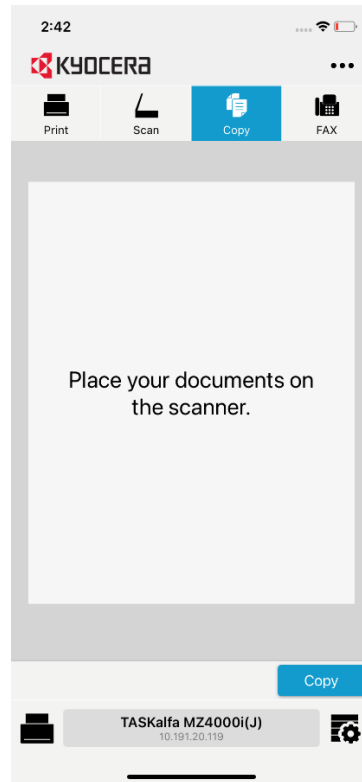 2:42
KYOCERA
Print
Scan
Copy
FAX
Place your documents on
the scanner.
Copy
TASKalfa MZ4000i(J)
10.191.20.119